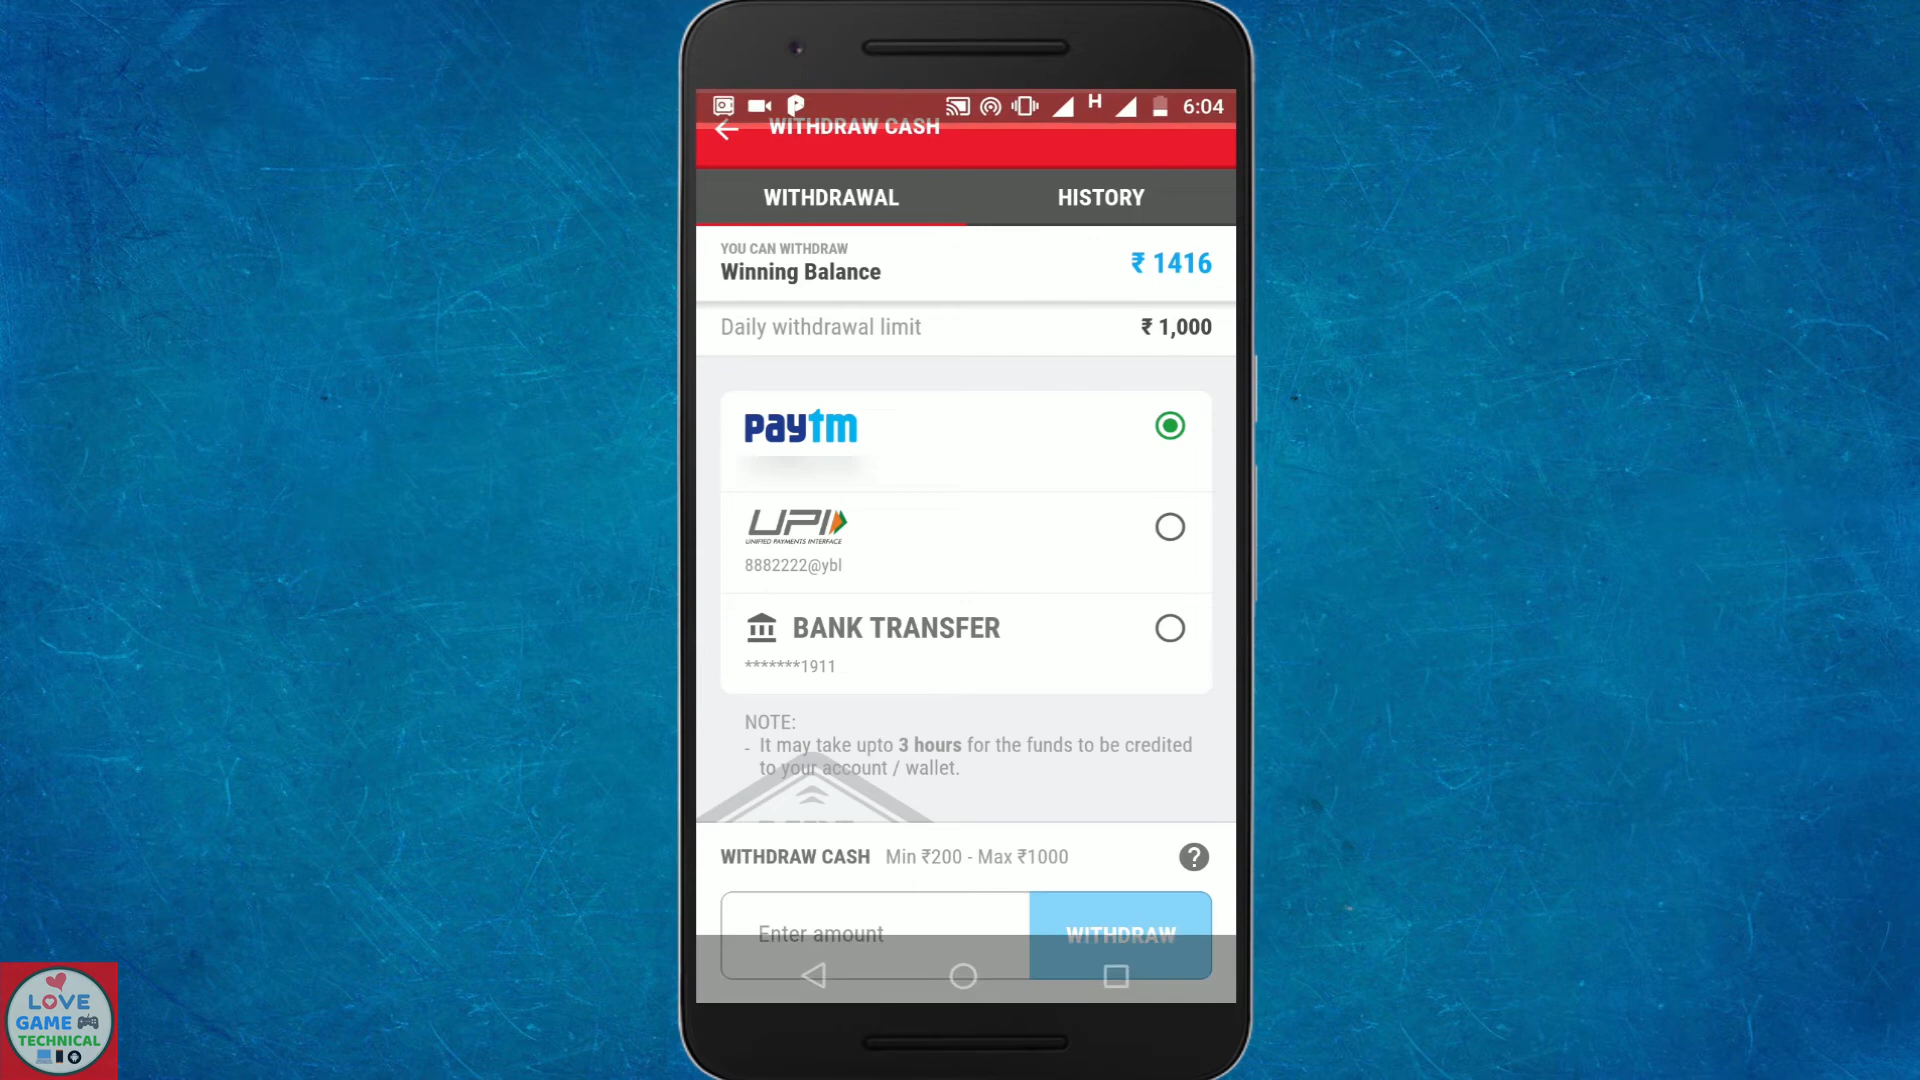 H 6:04
WITHDRAW CASH
WITHDRAWAL HISTORY
YOU CAN WITHDRAW
Winning Balance ₹ 1416
Daily withdrawal limit ₹ 1,000
paytm
UPI
UNIFIED PAYMENTS INTERFACE
8882222@ybl
BANK TRANSFER
*******1911
NOTE:
- It may take upto 3 hours for the funds to be credited
to your account / wallet.
WITHDRAW CASH Min ₹200 - Max ₹1000 ?
Enter amount WITHDRAW
LOVE
GAME
TECHNICAL